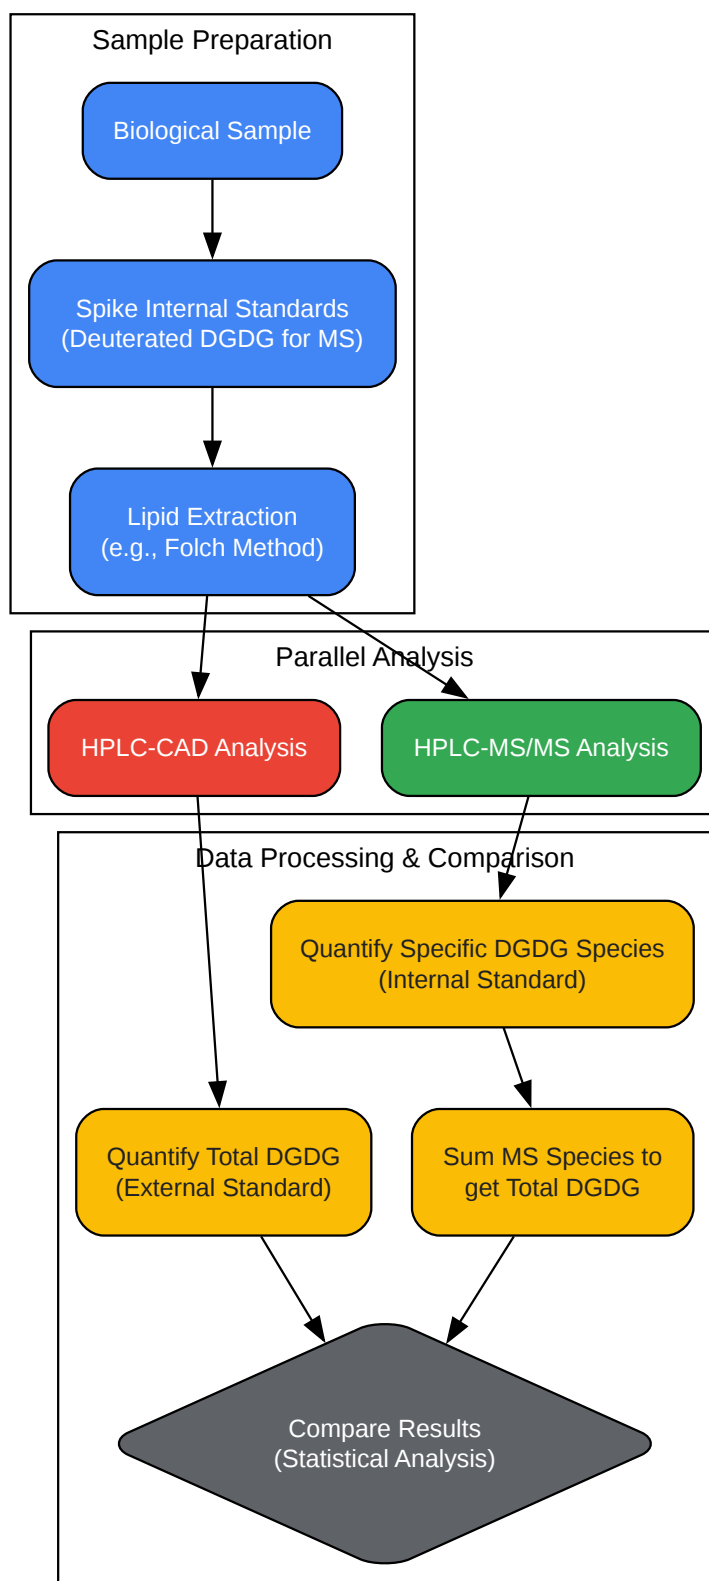 Sample Preparation
Biological Sample
Spike Internal Standards
(Deuterated DGDG for MS)
Lipid Extraction
(e.g., Folch Method)
Parallel Analysis
HPLC-CAD Analysis
HPLC-MS/MS Analysis
Data Processing & Comparison
Quantify Specific DGDG Species
(Internal Standard)
Quantify Total DGDG
(External Standard)
Sum MS Species to
get Total DGDG
Compare Results
(Statistical Analysis)